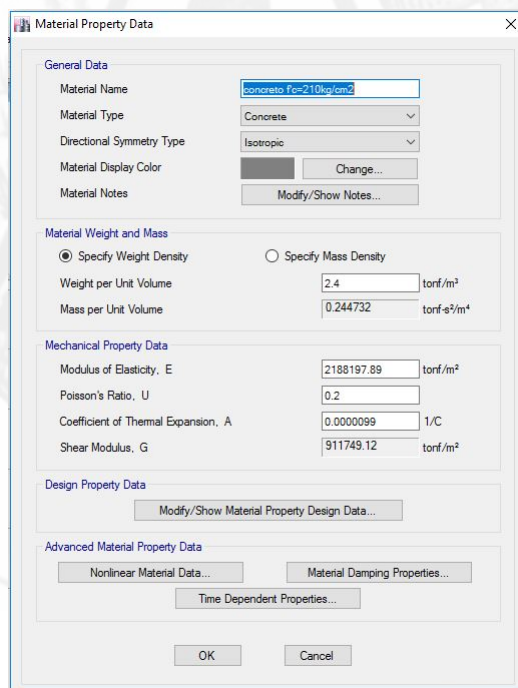 Material Property Data
General Data
Material Name concreto f'c=210kg/cm2
Material Type Concrete
Directional Symmetry Type Isotropic
Material Display Color Change...
Material Notes Modify/Show Notes...
Material Weight and Mass
Specify Weight Density Specify Mass Density
Weight per Unit Volume 2.4 tonf/m³
Mass per Unit Volume 0.244732 tonf-s²/m⁴
Mechanical Property Data
Modulus of Elasticity, E 2188197.89 tonf/m²
Poisson's Ratio, U 0.2
Coefficient of Thermal Expansion, A 0.0000099 1/C
Shear Modulus, G 911749.12 tonf/m²
Design Property Data
Modify/Show Material Property Design Data...
Advanced Material Property Data
Nonlinear Material Data... Material Damping Properties...
Time Dependent Properties...
OK Cancel